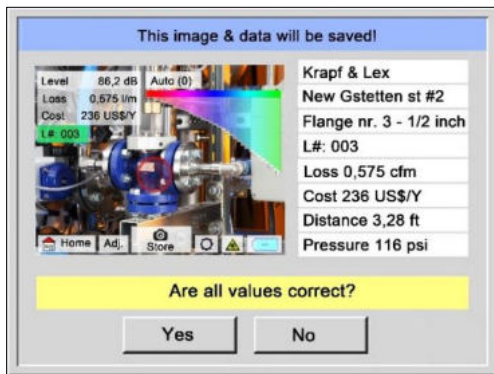 This image & data will be saved!
Level 86,2 dB
Auto (0)
Loss 0,575 l/m
Cost 236 US$/Y
L#: 003
Home
Adj.
Store
Krapf & Lex
New Gstetten st #2
Flange nr. 3 - 1/2 inch
L#: 003
Loss 0,575 cfm
Cost 236 US$/Y
Distance 3,28 ft
Pressure 116 psi
Are all values correct?
Yes
No